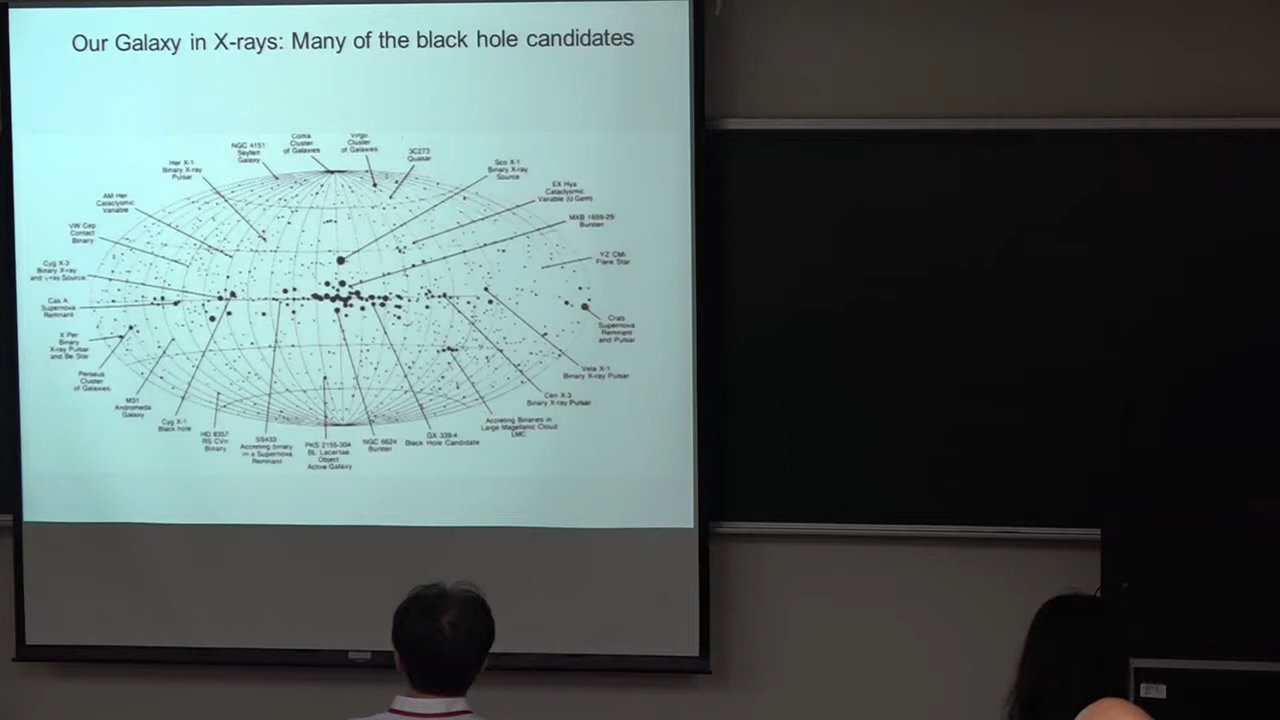 Our Galaxy in X-rays: Many of the black hole candidates
Coma
Cluster
of Galaxies
Virgo
Cluster
of Galaxies
NGC 4151
Seyfert
Galaxy
3C273
Quasar
Her X-1
Binary X-ray
Pulsar
Sco X-1
Binary X-ray
Source
AM Her
Cataclysmic
Variable
EX Hya
Cataclysmic
Variable (U Gem)
VW Cep
Contact
Binary
MXB 1659-29
Burster
Cyg X-3
Binary X-ray
and γ-ray Source
YZ CMi
Flare Star
Cas A
Supernova
Remnant
Crab
Supernova
Remnant
and Pulsar
X Per
Binary
X-ray Pulsar
and Be Star
Perseus
Cluster
of Galaxies
Vela X-1
Binary X-ray Pulsar
M31
Andromeda
Galaxy
Cen X-3
Binary X-ray Pulsar
Cyg X-1
Black hole
HD 8357
RS CVn
Binary
SS433
Accreting binary
in a Supernova
Remnant
PKS 2155-304
BL Lacertae
Object
Active Galaxy
NGC 6624
Burster
GX 339-4
Black Hole Candidate
Accreting Binaries in
Large Magellanic Cloud
LMC